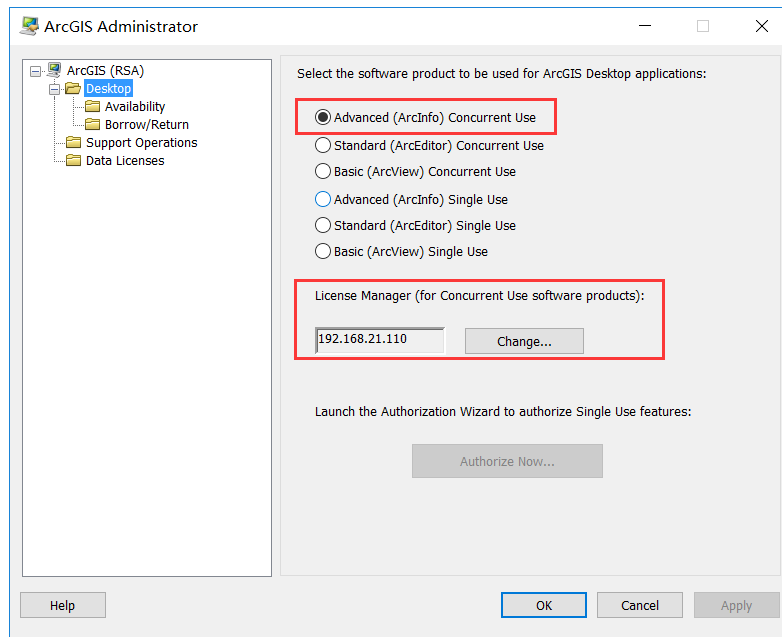 ArcGIS Administrator
ArcGIS (RSA)
Desktop
Availability
Borrow/Return
Support Operations
Data Licenses
Select the software product to be used for ArcGIS Desktop applications:
Advanced (ArcInfo) Concurrent Use
Standard (ArcEditor) Concurrent Use
Basic (ArcView) Concurrent Use
Advanced (ArcInfo) Single Use
Standard (ArcEditor) Single Use
Basic (ArcView) Single Use
License Manager (for Concurrent Use software products):
192.168.21.110
Change...
Launch the Authorization Wizard to authorize Single Use features:
Authorize Now...
Help
OK
Cancel
Apply